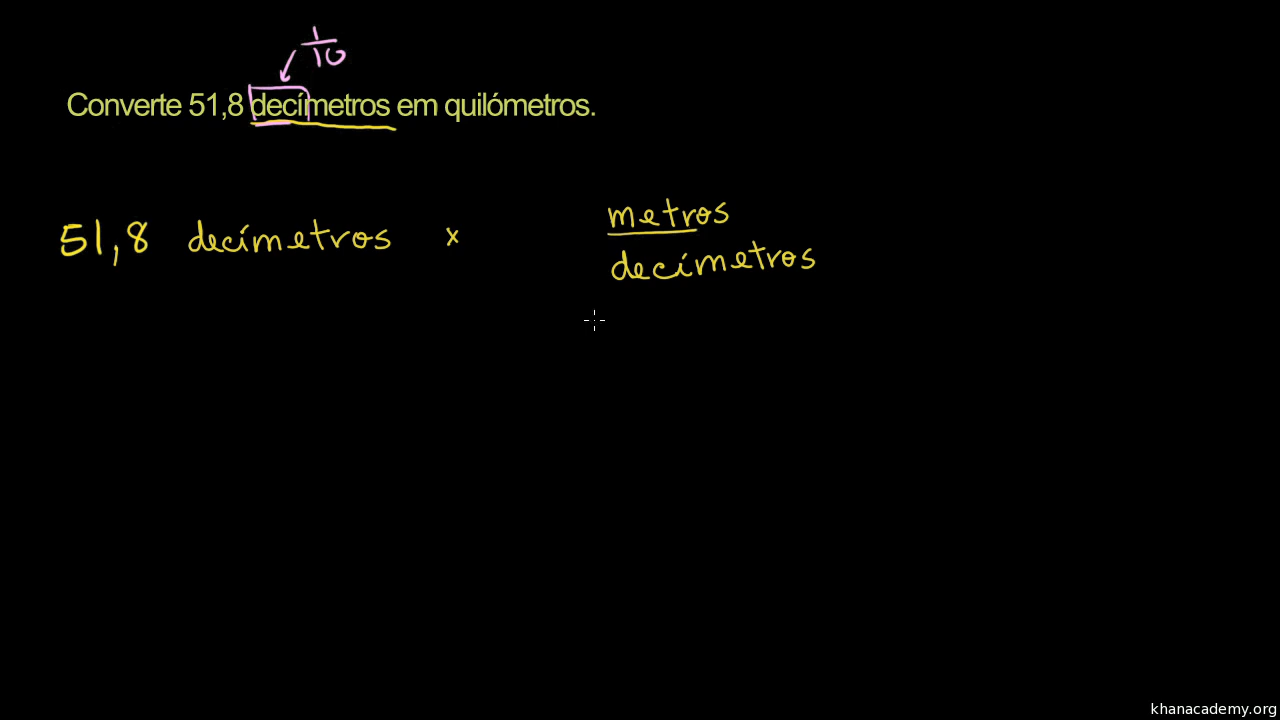 1/10
Converte 51,8 decímetros em quilómetros.
51,8 decímetros x metros/decímetros
khanacademy.org